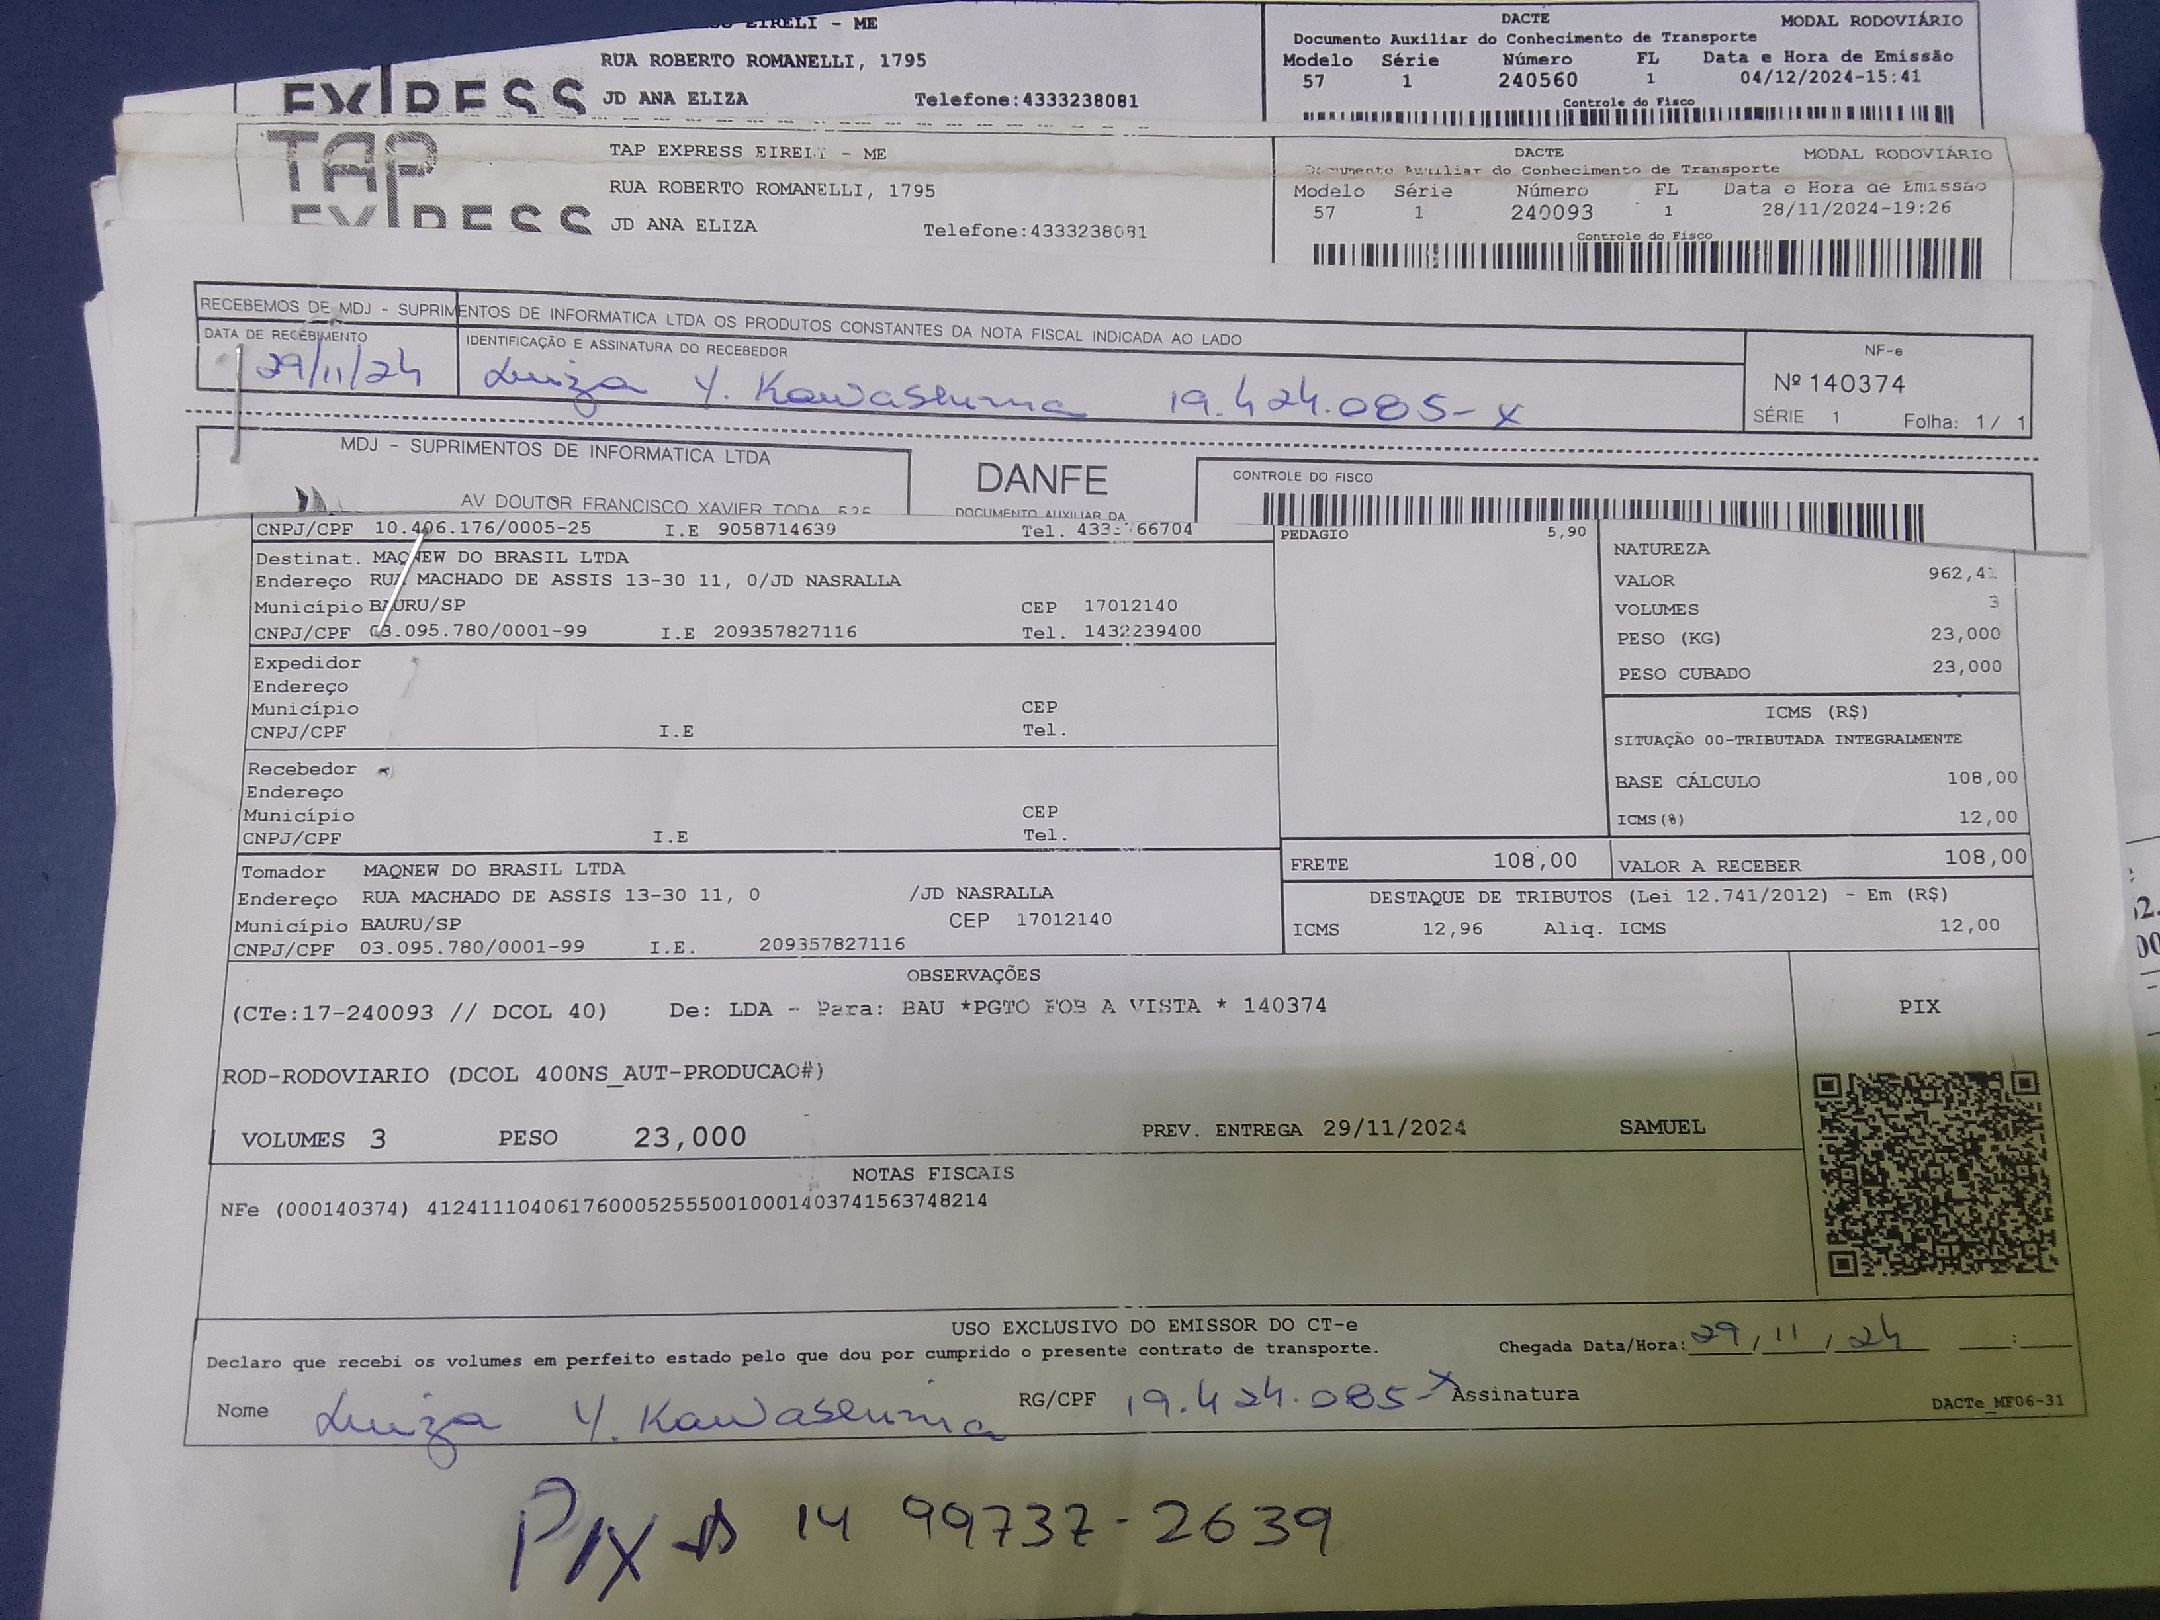 EIRELI - ME
RUA ROBERTO ROMANELLI, 1795
JD ANA ELIZA Telefone:4333238081
EXPRESS
DACTE MODAL RODOVIÁRIO
Documento Auxiliar do Conhecimento de Transporte
Modelo Série Número FL Data e Hora de Emissão
57 1 240560 1 04/12/2024-15:41
Controle do Fisco
TAP
EXPRESS
TAP EXPRESS EIRELI - ME
RUA ROBERTO ROMANELLI, 1795
JD ANA ELIZA Telefone:4333238081
DACTE MODAL RODOVIÁRIO
Documento Auxiliar do Conhecimento de Transporte
Modelo Série Número FL Data e Hora de Emissão
57 1 240093 1 28/11/2024-19:26
Controle do Fisco
RECEBEMOS DE MDJ - SUPRIMENTOS DE INFORMATICA LTDA OS PRODUTOS CONSTANTES DA NOTA FISCAL INDICADA AO LADO
DATA DE RECEBIMENTO IDENTIFICAÇÃO E ASSINATURA DO RECEBEDOR
29/11/24 Luiza Y. Kawashima 19.424.085-x
NF-e
Nº 140374
SÉRIE 1 Folha: 1/ 1
MDJ - SUPRIMENTOS DE INFORMATICA LTDA
AV DOUTOR FRANCISCO XAVIER TODA, 525
DANFE
DOCUMENTO AUXILIAR DA
CONTROLE DO FISCO
CNPJ/CPF 10.406.176/0005-25 I.E 9058714639 Tel. 433 66704
Destinat. MAQNEW DO BRASIL LTDA
Endereço RUA MACHADO DE ASSIS 13-30 11, 0/JD NASRALLA
Município BAURU/SP CEP 17012140
CNPJ/CPF 03.095.780/0001-99 I.E 209357827116 Tel. 1432239400
Expedidor
Endereço
Município CEP
CNPJ/CPF I.E Tel.
Recebedor
Endereço
Município CEP
CNPJ/CPF I.E Tel.
Tomador MAQNEW DO BRASIL LTDA
Endereço RUA MACHADO DE ASSIS 13-30 11, 0 /JD NASRALLA
Município BAURU/SP CEP 17012140
CNPJ/CPF 03.095.780/0001-99 I.E. 209357827116
PEDAGIO 5,90
NATUREZA
VALOR 962,41
VOLUMES 3
PESO (KG) 23,000
PESO CUBADO 23,000
ICMS (R$)
SITUAÇÃO 00-TRIBUTADA INTEGRALMENTE
BASE CÁLCULO 108,00
ICMS(%) 12,00
FRETE 108,00 VALOR A RECEBER 108,00
DESTAQUE DE TRIBUTOS (Lei 12.741/2012) - Em (R$)
ICMS 12,96 Aliq. ICMS 12,00
OBSERVAÇÕES
(CTe:17-240093 // DCOL 40) De: LDA - Para: BAU *PGTO FOB A VISTA * 140374
PIX
ROD-RODOVIARIO (DCOL 400NS_AUT-PRODUCAO#)
VOLUMES 3 PESO 23,000 PREV. ENTREGA 29/11/2024 SAMUEL
NOTAS FISCAIS
NFe (000140374) 41241110406176000525550010001403741563748214
USO EXCLUSIVO DO EMISSOR DO CT-e
Declaro que recebi os volumes em perfeito estado pelo que dou por cumprido o presente contrato de transporte. Chegada Data/Hora: 29/11/24 __:__
Nome Luiza Y. Kawashima RG/CPF 19.424.085-x Assinatura
DACTe_MF06-31
PIX → 14 99737-2639